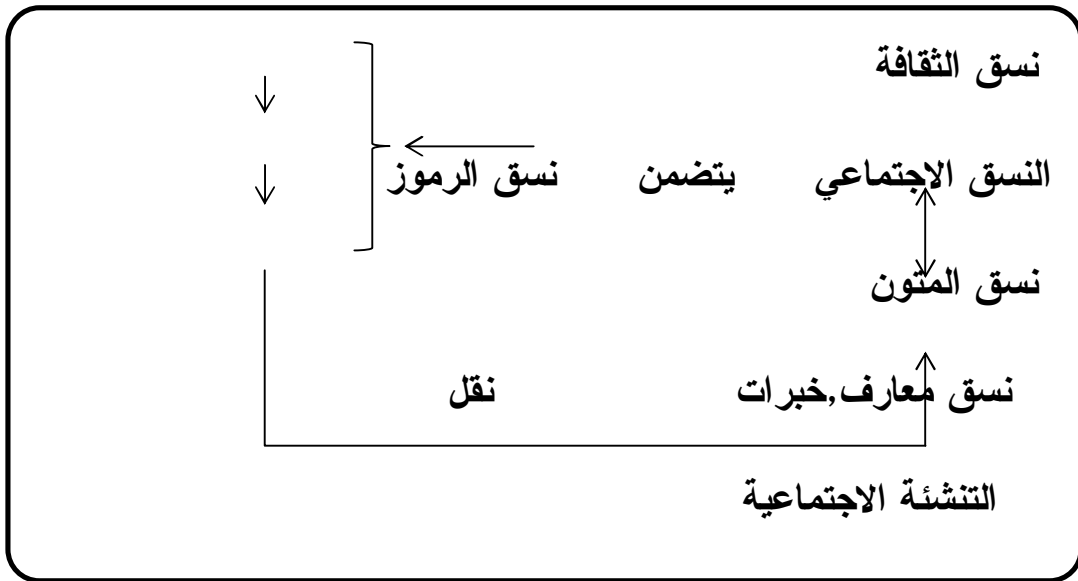 نسق الثقافة
النسق الاجتماعي يتضمن نسق الرموز
نسق المتون
نسق معارف,خبرات نقل
التنشئة الاجتماعية